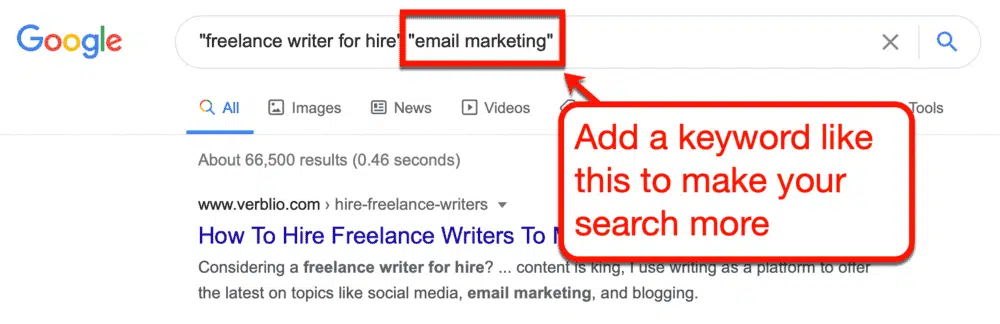 Google
"freelance writer for hire" "email marketing"
All Images News Videos Tools
About 66,500 results (0.46 seconds)
www.verblio.com › hire-freelance-writers
How To Hire Freelance Writers To
Considering a freelance writer for hire? ... content is king, I use writing as a platform to offer
the latest on topics like social media, email marketing, and blogging.
Add a keyword like
this to make your
search more